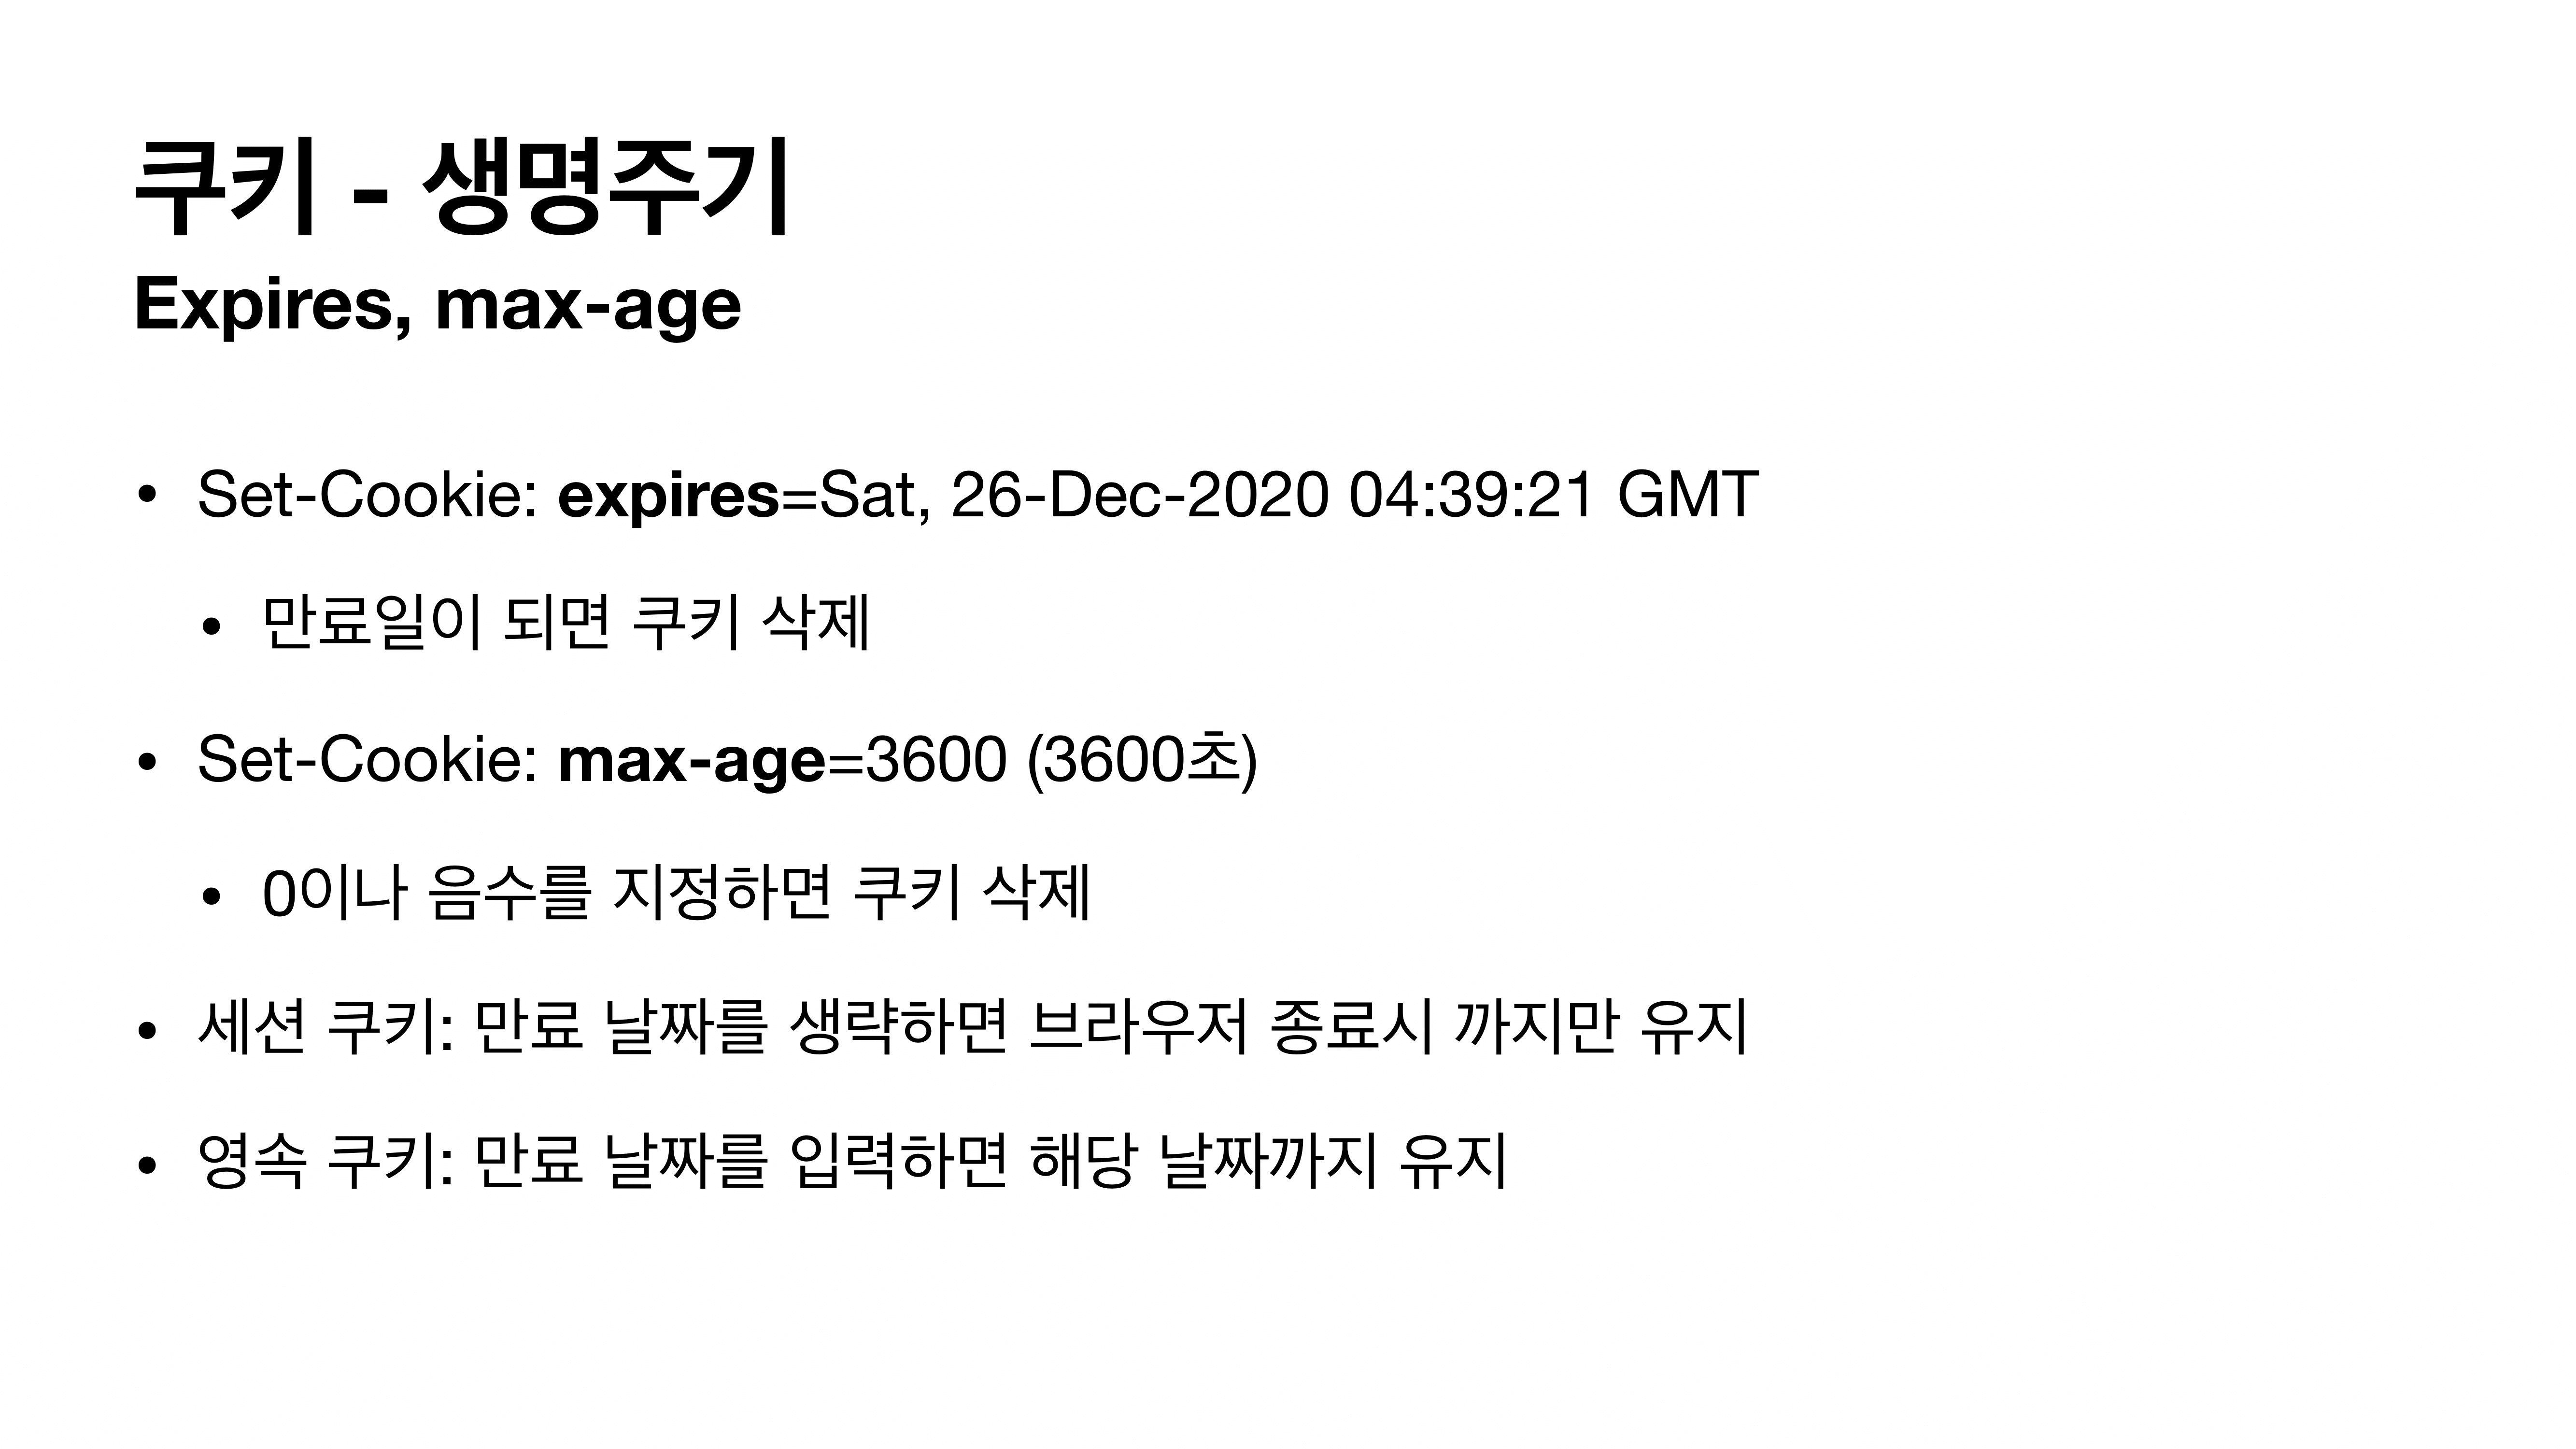 쿠키 - 생명주기
Expires, max-age
• Set-Cookie: expires=Sat, 26-Dec-2020 04:39:21 GMT
• 만료일이 되면 쿠키 삭제
• Set-Cookie: max-age=3600 (3600초)
• 0이나 음수를 지정하면 쿠키 삭제
• 세션 쿠키: 만료 날짜를 생략하면 브라우저 종료시 까지만 유지
• 영속 쿠키: 만료 날짜를 입력하면 해당 날짜까지 유지